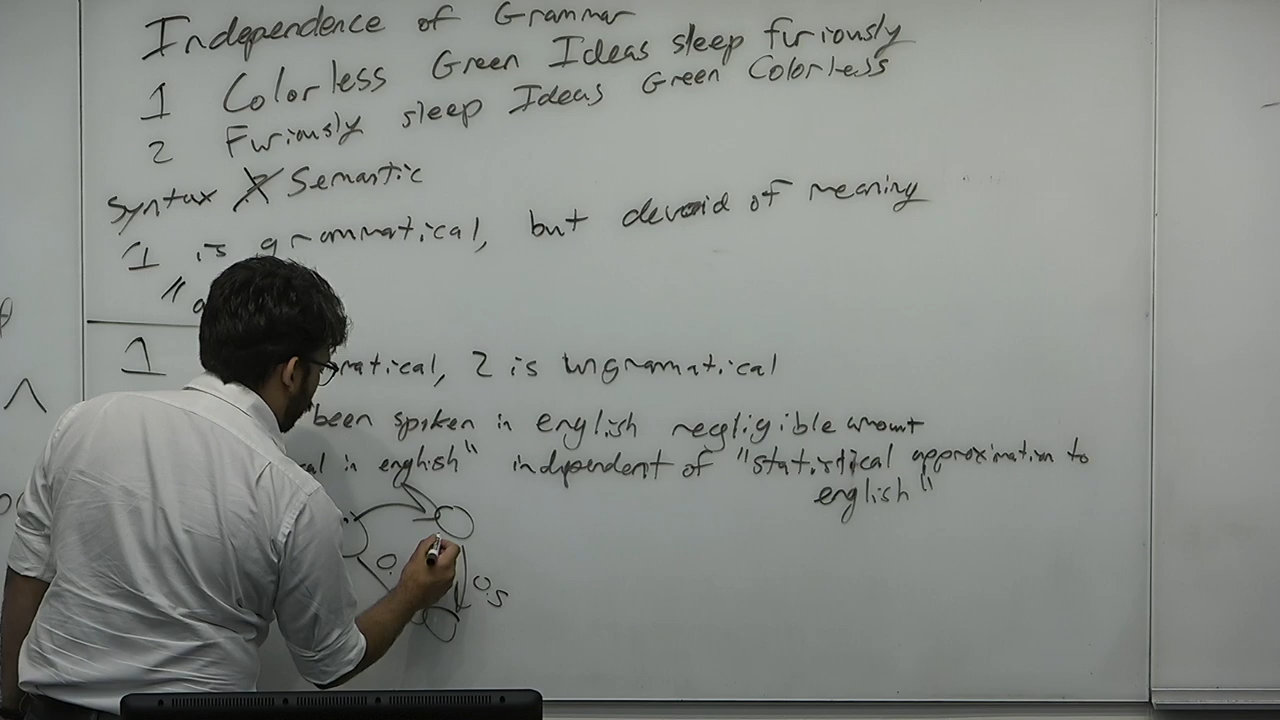 Independence of Grammar
1 Colorless Green Ideas sleep furiously
2 Furiously sleep Ideas Green Colorless
Syntax Semantic
1 is grammatical, but devoid of meaning
1 2 is ungramatical
been spoken in english negligible amount
in english" independent of "statistical approximation to
english"
0.5